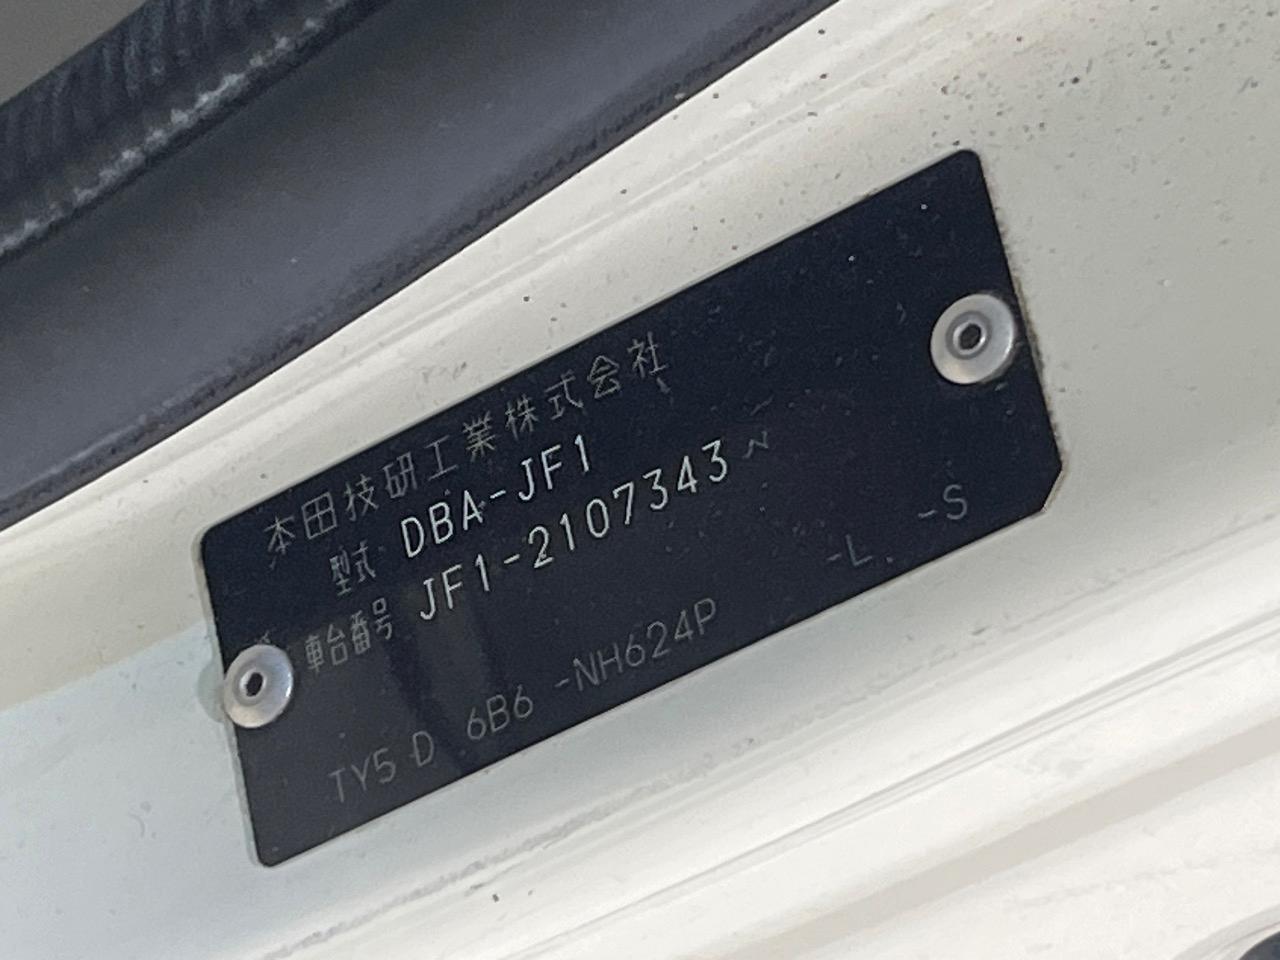 本田技研工業株式会社
型式 DBA-JF1
車台番号 JF1-2107343
TY5 D 6B6 -NH624P -L -S